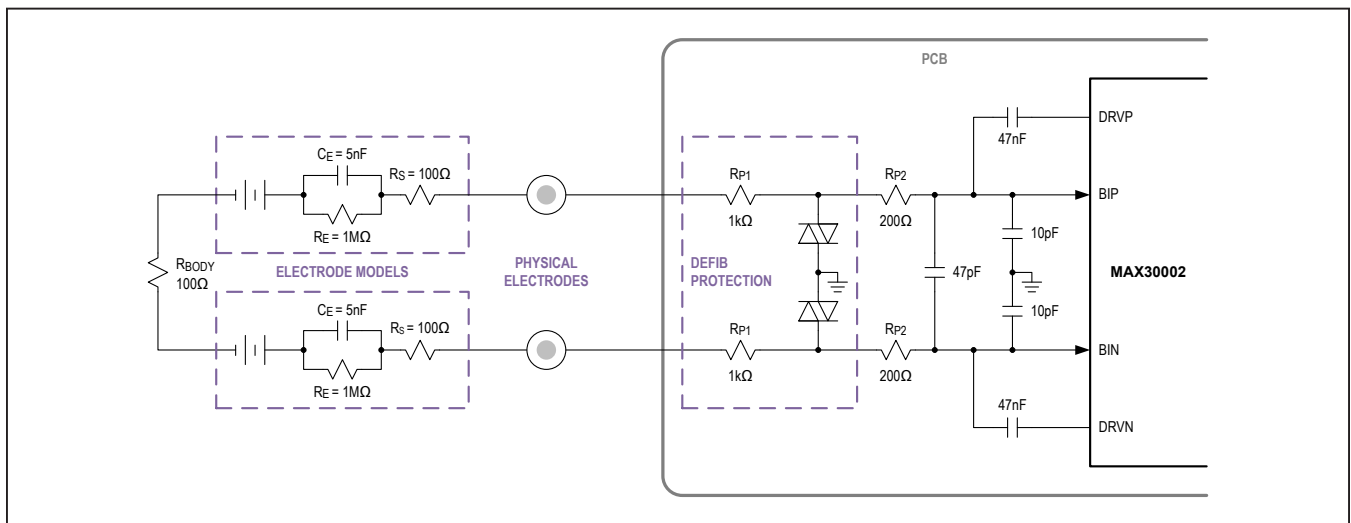 PCB
DRVP
47nF
CE = 5nF
RS = 100Ω
RP1
RP2
BIP
1kΩ
200Ω
10pF
RE = 1MΩ
RBODY
100Ω
ELECTRODE MODELS
PHYSICAL
ELECTRODES
DEFIB
PROTECTION
47pF
MAX30002
CE = 5nF
RS = 100Ω
10pF
RP1
RP2
BIN
1kΩ
200Ω
RE = 1MΩ
47nF
DRVN